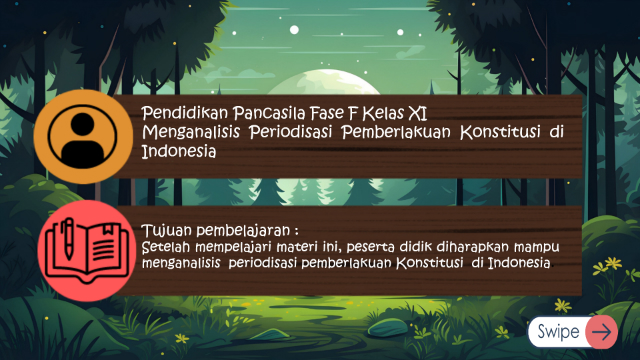 Pendidikan Pancasila Fase F Kelas XI
Menganalisis Periodisasi Pemberlakuan Konstitusi di
Indonesia
Tujuan pembelajaran :
Setelah mempelajari materi ini, peserta didik diharapkan mampu
menganalisis periodisasi pemberlakuan Konstitusi di Indonesia.
Swipe